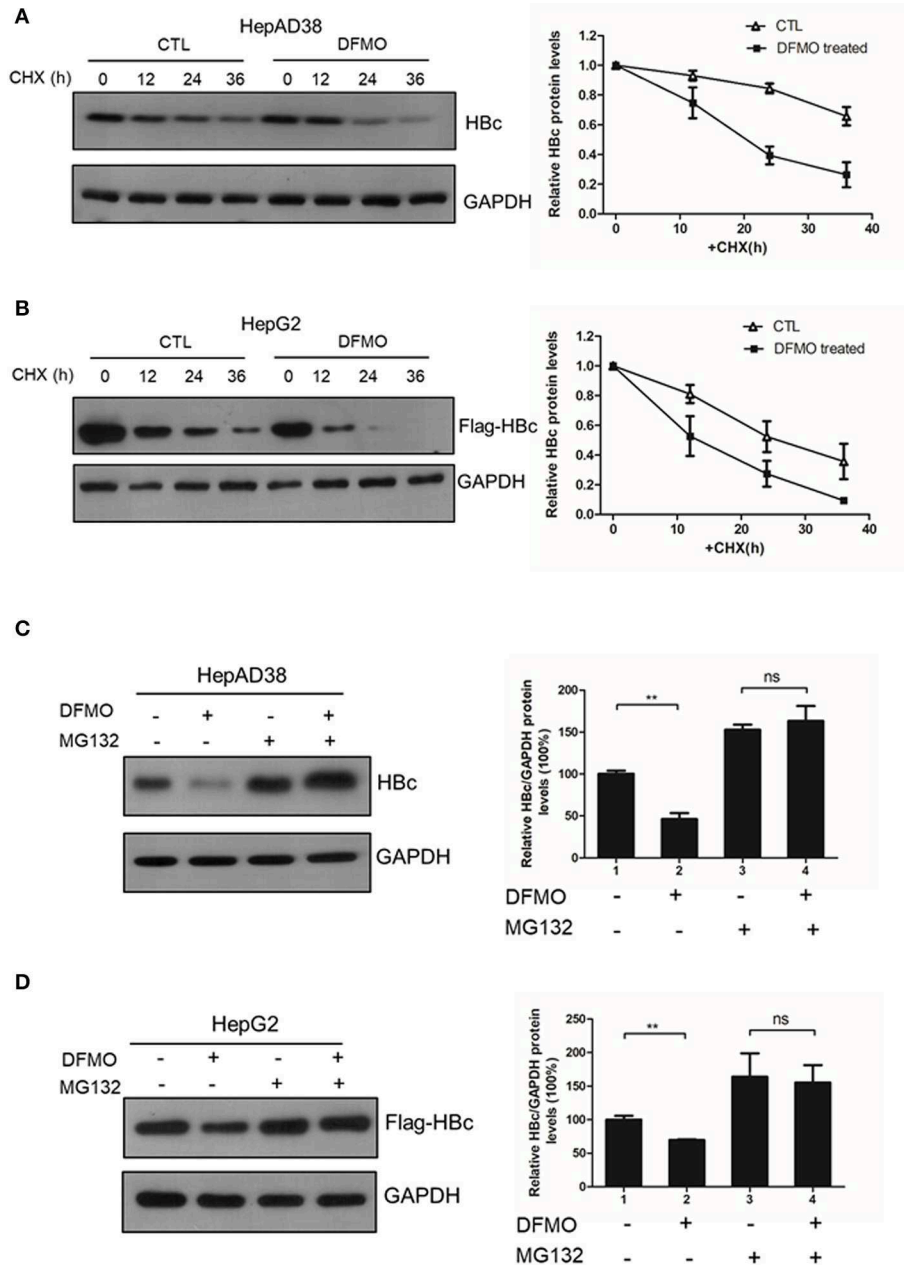 A
HepAD38
CTL DFMO
CHX (h) 0 12 24 36 0 12 24 36
HBc
GAPDH
CTL
DFMO treated
Relative HBc protein levels
1.2
1.0
0.8
0.6
0.4
0.2
0.0
0 10 20 30 40
+CHX(h)
B
HepG2
CTL DFMO
CHX (h) 0 12 24 36 0 12 24 36
Flag-HBc
GAPDH
CTL
DFMO treated
Relative HBc protein levels
1.2
1.0
0.8
0.6
0.4
0.2
0.0
0 10 20 30 40
+CHX(h)
C
HepAD38
DFMO - + - +
MG132 - - + +
HBc
GAPDH
Relative HBc/GAPDH protein
levels (100%)
200
150
100
50
0
** ns
1 2 3 4
DFMO - + - +
MG132 - - + +
D
HepG2
DFMO - + - +
MG132 - - + +
Flag-HBc
GAPDH
Relative HBc/GAPDH protein
levels (100%)
250
200
150
100
50
0
** ns
1 2 3 4
DFMO - + - +
MG132 - - + +